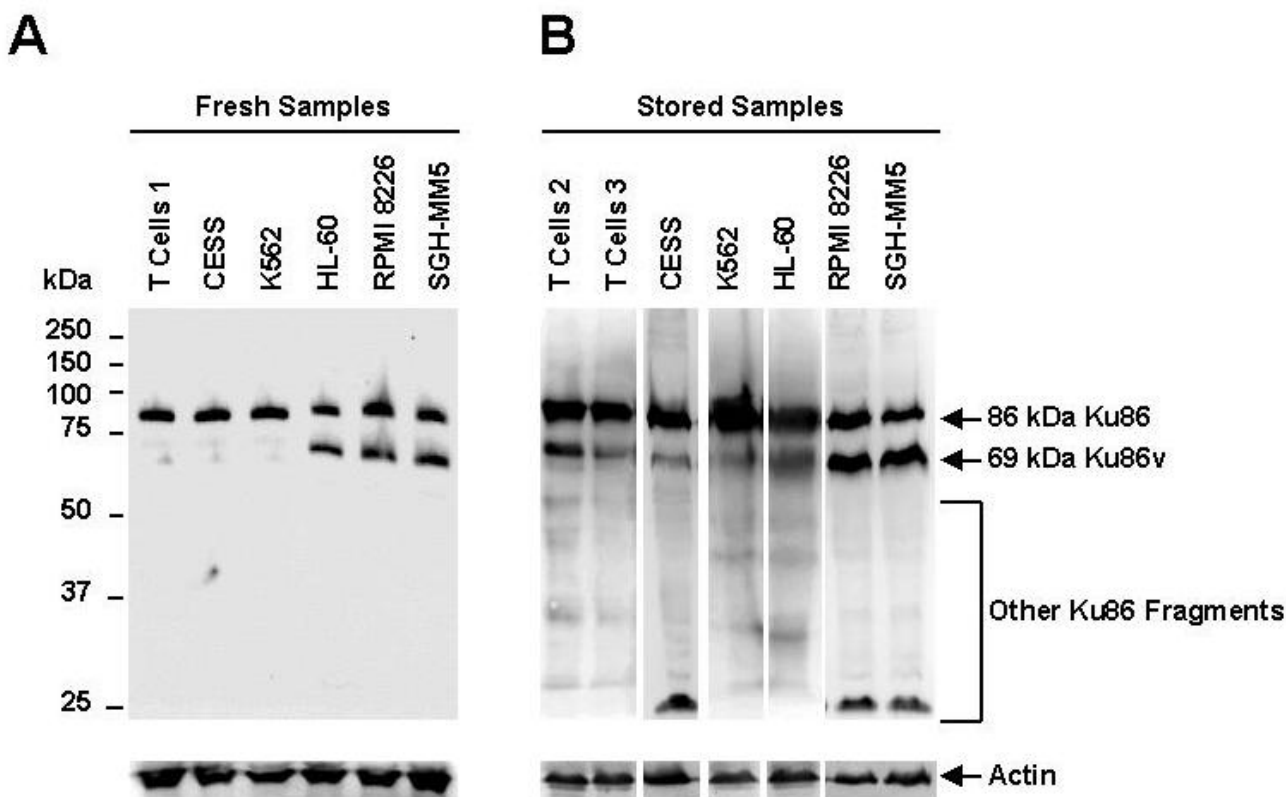 A
B
Fresh Samples
Stored Samples
T Cells 1
CESS
K562
HL-60
RPMI 8226
SGH-MM5
T Cells 2
T Cells 3
CESS
K562
HL-60
RPMI 8226
SGH-MM5
kDa
250
150
100
75
50
37
25
86 kDa Ku86
69 kDa Ku86v
Other Ku86 Fragments
Actin